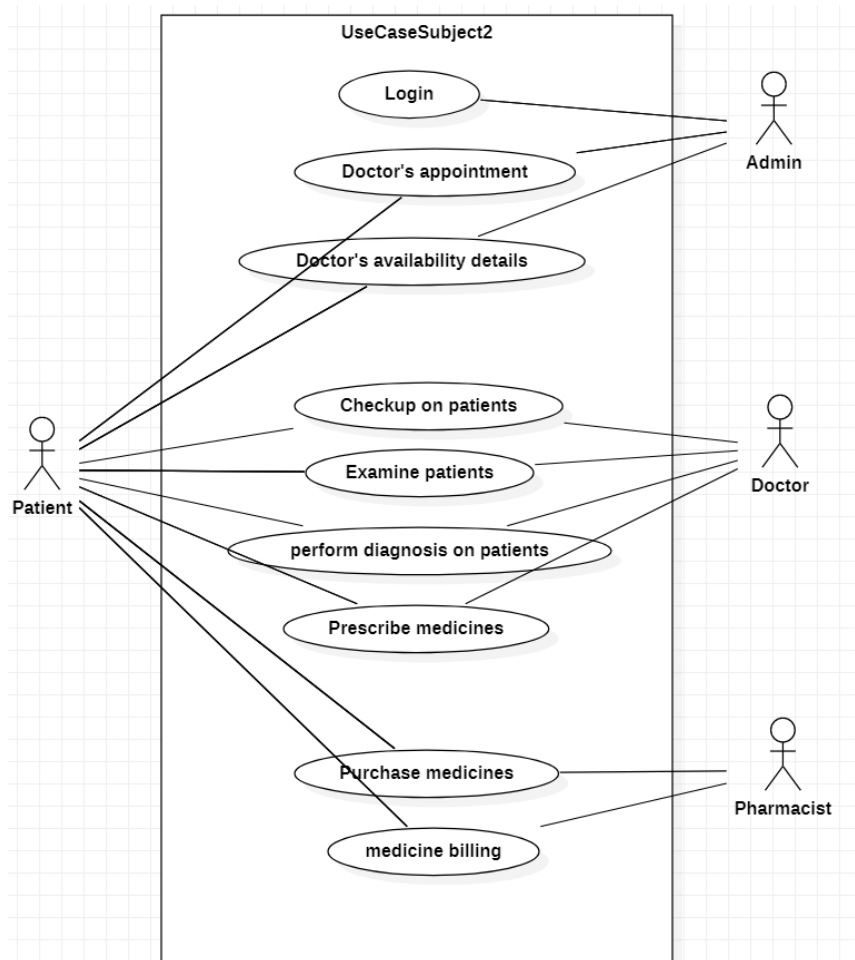 UseCaseSubject2
Login
Admin
Doctor's appointment
Doctor's availability details
Checkup on patients
Doctor
Examine patients
Patient
perform diagnosis on patients
Prescribe medicines
Purchase medicines
Pharmacist
medicine billing